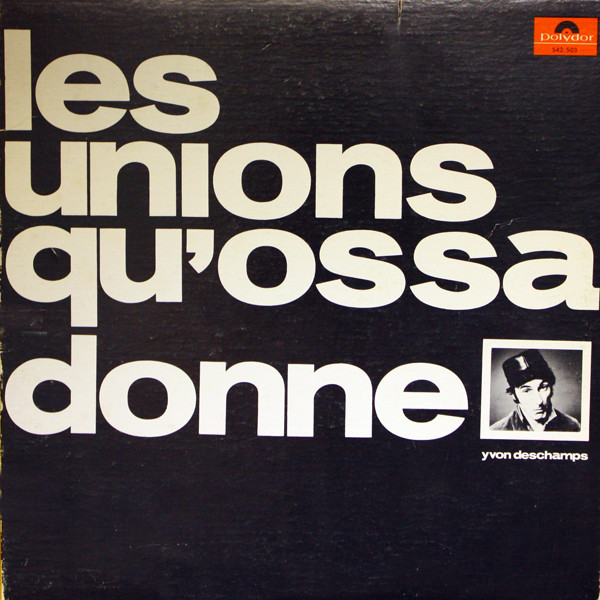 Polydor
542.503
les
unions
qu'ossa
donne
yvon deschamps